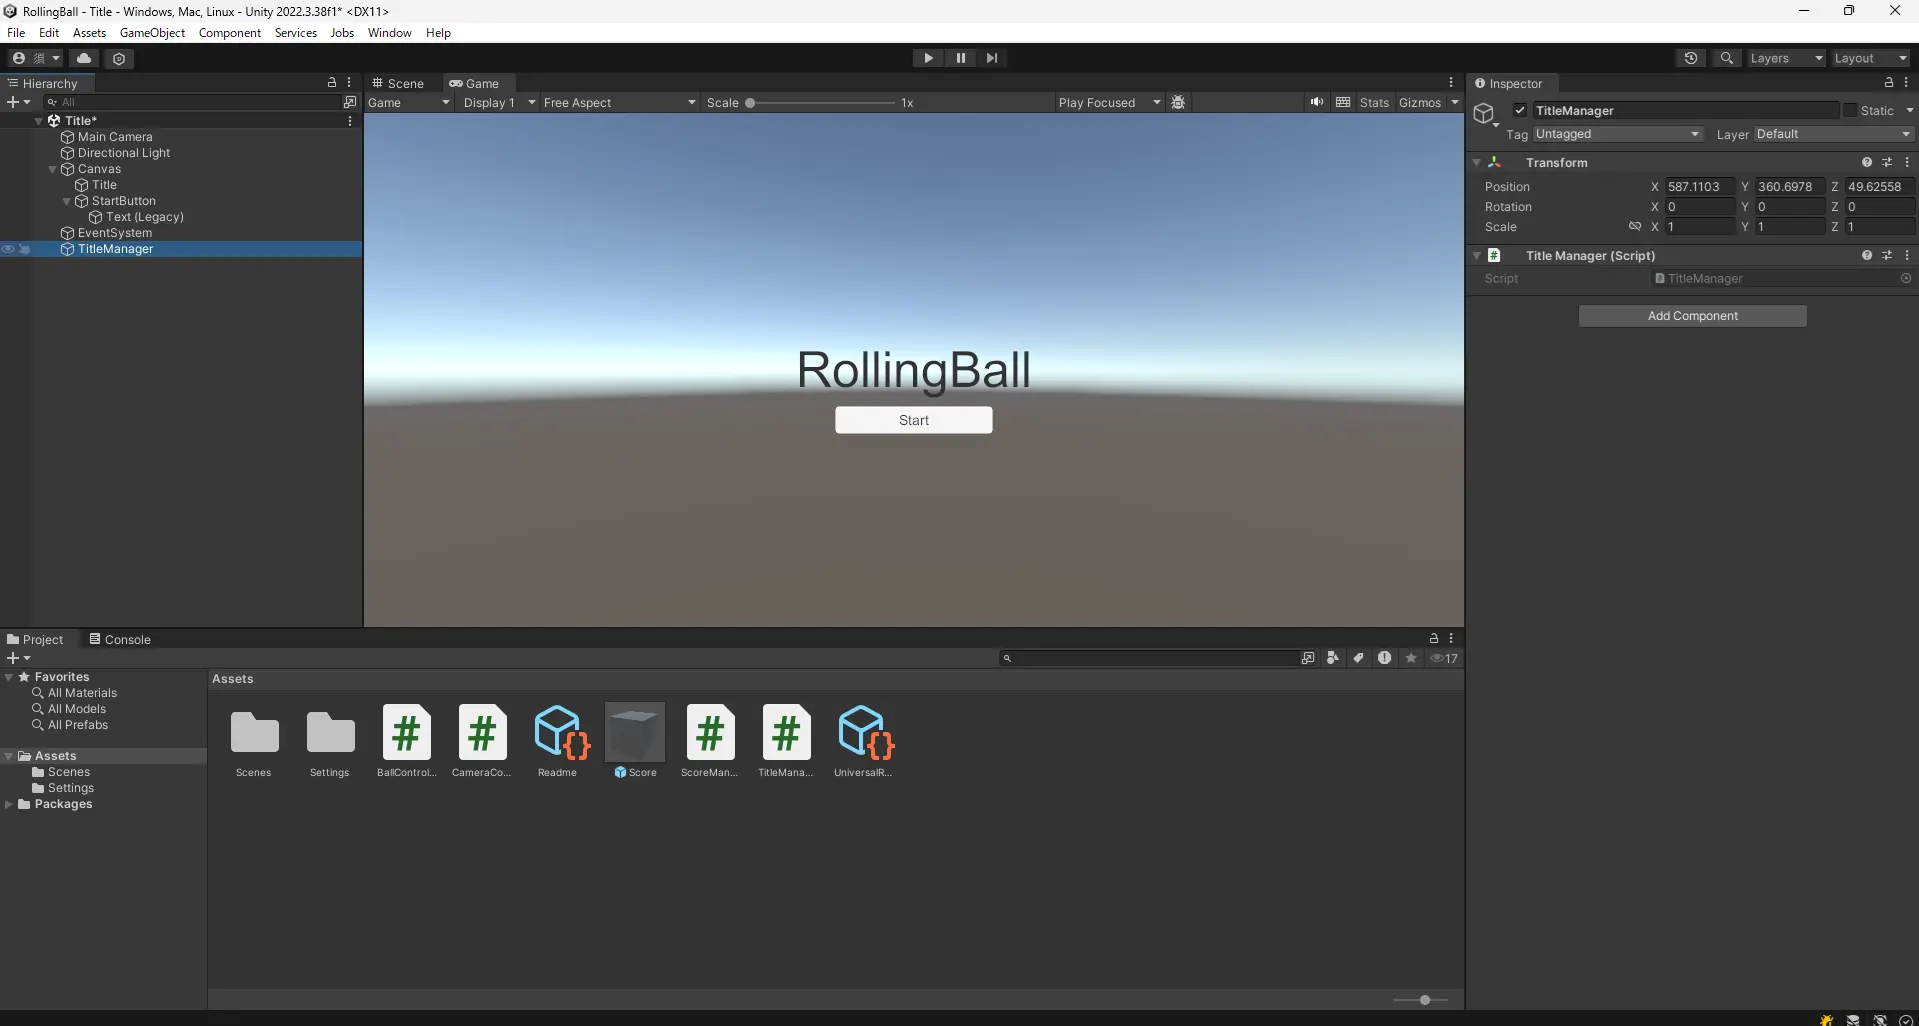 RollingBall - Title - Windows, Mac, Linux - Unity 2022.3.38f1* <DX11>
File Edit Assets GameObject Component Services Jobs Window Help
須 Layers Layout
Hierarchy
All
Title*
Main Camera
Directional Light
Canvas
Title
StartButton
Text (Legacy)
EventSystem
TitleManager
Scene Game
Game Display 1 Free Aspect Scale 1x Play Focused Stats Gizmos
RollingBall
Start
Inspector
TitleManager Static
Tag Untagged Layer Default
Transform
Position X 587.1103 Y 360.6978 Z 49.62558
Rotation X 0 Y 0 Z 0
Scale X 1 Y 1 Z 1
# Title Manager (Script)
Script TitleManager
Add Component
Project Console
17
Favorites
All Materials
All Models
All Prefabs
Assets
Scenes
Settings
Packages
Assets
# # {} # # {}
Scenes Settings BallControl... CameraCo... Readme Score ScoreMan... TitleMana... UniversalR...